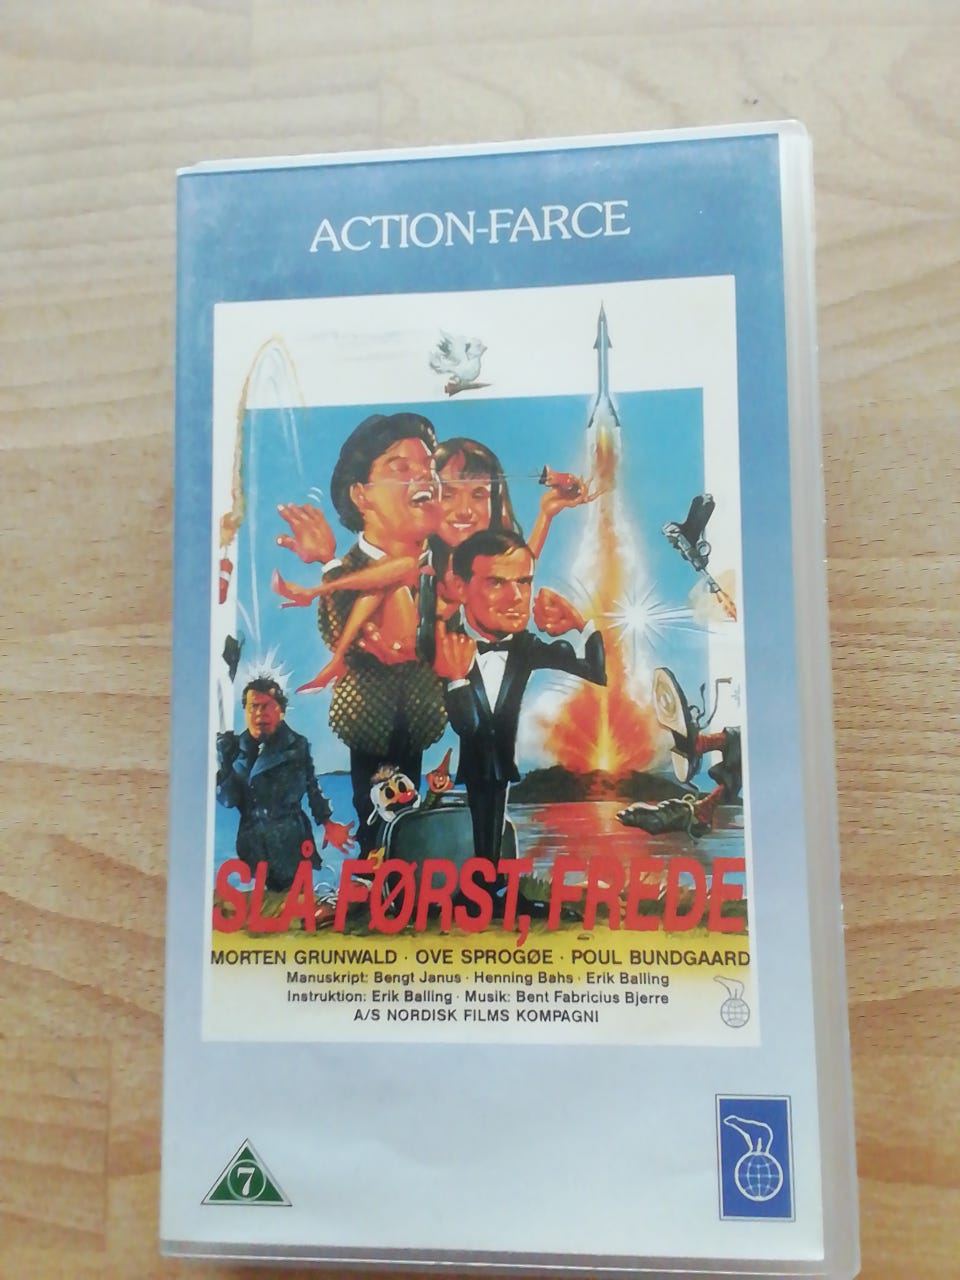 ACTION-FARCE
SLÅ FØRST, FREDE
MORTEN GRUNWALD · OVE SPROGØE · POUL BUNDGAARD
Manuskript: Bengt Janus · Henning Bahs · Erik Balling
Instruktion: Erik Balling · Musik: Bent Fabricius Bjerre
A/S NORDISK FILMS KOMPAGNI
7